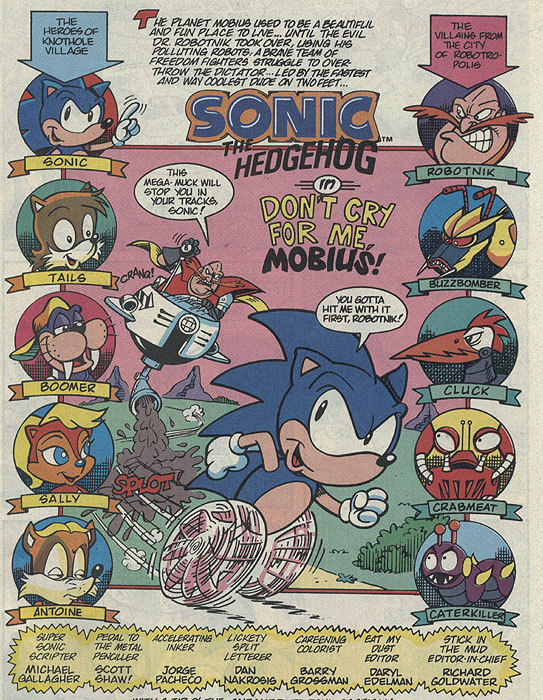 THE
HEROES OF
KNOTHOLE
VILLAGE
THE PLANET MOBIUS USED TO BE A BEAUTIFUL
AND FUN PLACE TO LIVE... UNTIL THE EVIL
DR. ROBOTNIK TOOK OVER, USING HIS
POLLUTING ROBOTS. A BRAVE TEAM OF
FREEDOM FIGHTERS STRUGGLE TO OVER-
THROW THE DICTATOR... LED BY THE FASTEST
AND WAY COOLEST DUDE ON TWO FEET...
THE
VILLAINS FROM
THE CITY
OF ROBOTRO-
POLIS
SONIC™
THE
HEDGEHOG
in
DON'T CRY
FOR ME,
MOBIUS!
SONIC
TAILS
BOOMER
SALLY
ANTOINE
ROBOTNIK
BUZZBOMBER
CLUCK
CRABMEAT
CATERKILLER
THIS
MEGA-MUCK WILL
STOP YOU IN
YOUR TRACKS,
SONIC!
CRANG!
YOU GOTTA
HIT ME WITH IT
FIRST, ROBOTNIK!
SPLOT!
SUPER
SONIC
SCRIPTER
MICHAEL
GALLAGHER
PEDAL TO
THE METAL
PENCILLER
SCOTT
SHAW!
ACCELERATING
INKER
JORGE
PACHECO
LICKETY
SPLIT
LETTERER
DAN
NAKROSIS
CAREENING
COLORIST
BARRY
GROSSMAN
EAT MY
DUST
EDITOR
DARYL
EDELMAN
STICK IN
THE MUD
EDITOR-IN-CHIEF
RICHARD
GOLDWATER